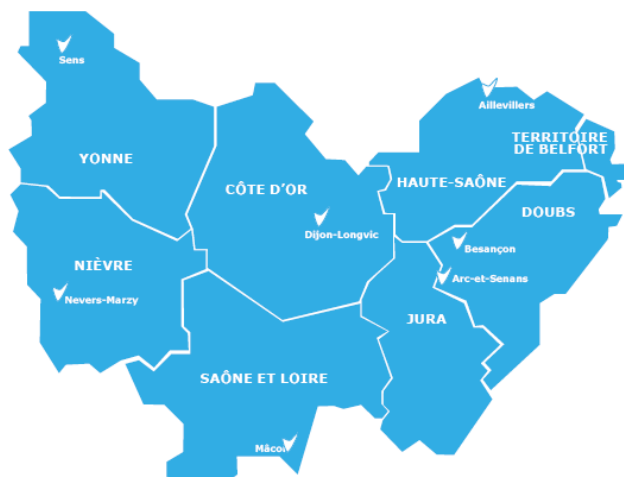 Sens
Aillevillers
TERRITOIRE
DE BELFORT
YONNE
CÔTE D'OR
HAUTE-SAÔNE
DOUBS
Dijon-Longvic
Besançon
NIÈVRE
Arc-et-Senans
Nevers-Marzy
JURA
SAÔNE ET LOIRE
Mâco